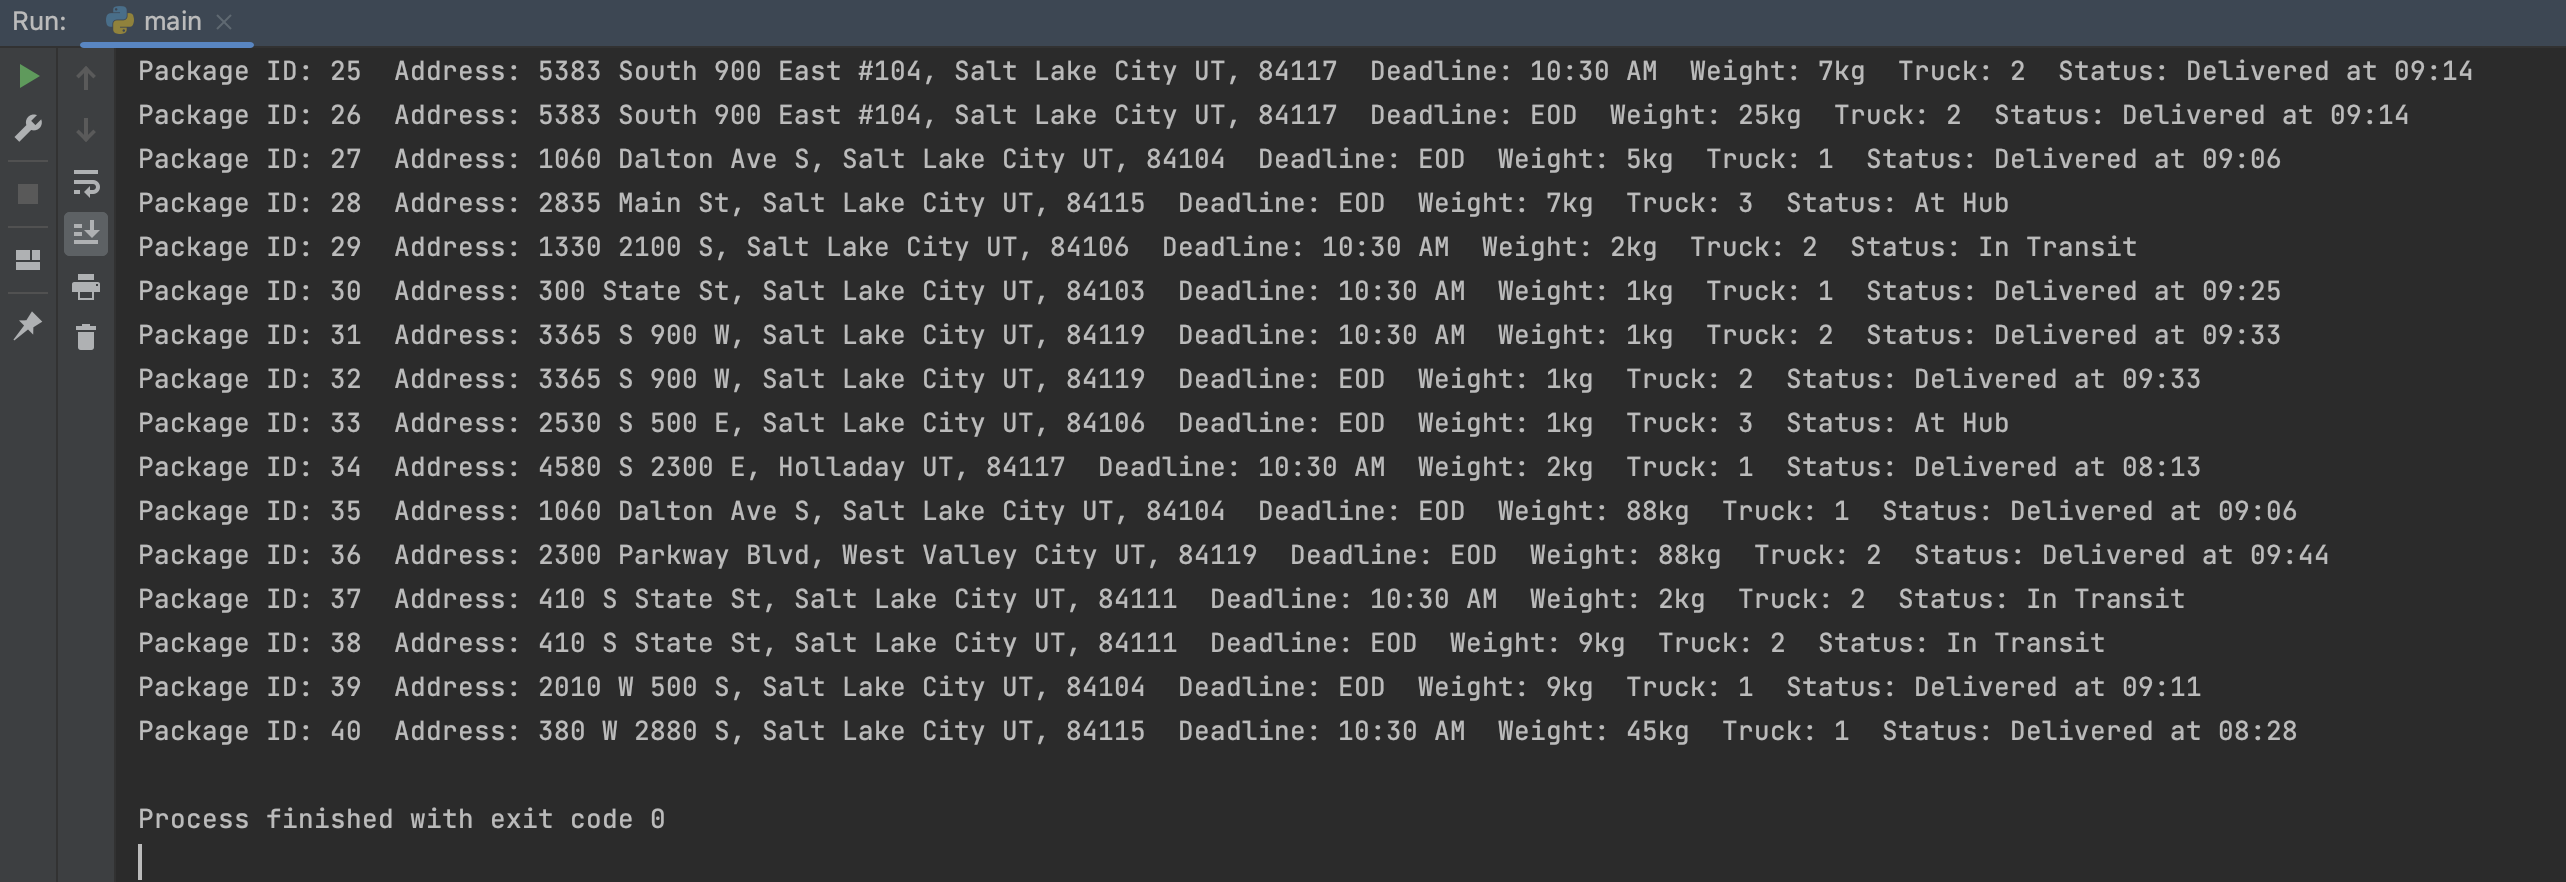 Run: main
Package ID: 25  Address: 5383 South 900 East #104, Salt Lake City UT, 84117  Deadline: 10:30 AM  Weight: 7kg  Truck: 2  Status: Delivered at 09:14
Package ID: 26  Address: 5383 South 900 East #104, Salt Lake City UT, 84117  Deadline: EOD  Weight: 25kg  Truck: 2  Status: Delivered at 09:14
Package ID: 27  Address: 1060 Dalton Ave S, Salt Lake City UT, 84104  Deadline: EOD  Weight: 5kg  Truck: 1  Status: Delivered at 09:06
Package ID: 28  Address: 2835 Main St, Salt Lake City UT, 84115  Deadline: EOD  Weight: 7kg  Truck: 3  Status: At Hub
Package ID: 29  Address: 1330 2100 S, Salt Lake City UT, 84106  Deadline: 10:30 AM  Weight: 2kg  Truck: 2  Status: In Transit
Package ID: 30  Address: 300 State St, Salt Lake City UT, 84103  Deadline: 10:30 AM  Weight: 1kg  Truck: 1  Status: Delivered at 09:25
Package ID: 31  Address: 3365 S 900 W, Salt Lake City UT, 84119  Deadline: 10:30 AM  Weight: 1kg  Truck: 2  Status: Delivered at 09:33
Package ID: 32  Address: 3365 S 900 W, Salt Lake City UT, 84119  Deadline: EOD  Weight: 1kg  Truck: 2  Status: Delivered at 09:33
Package ID: 33  Address: 2530 S 500 E, Salt Lake City UT, 84106  Deadline: EOD  Weight: 1kg  Truck: 3  Status: At Hub
Package ID: 34  Address: 4580 S 2300 E, Holladay UT, 84117  Deadline: 10:30 AM  Weight: 2kg  Truck: 1  Status: Delivered at 08:13
Package ID: 35  Address: 1060 Dalton Ave S, Salt Lake City UT, 84104  Deadline: EOD  Weight: 88kg  Truck: 1  Status: Delivered at 09:06
Package ID: 36  Address: 2300 Parkway Blvd, West Valley City UT, 84119  Deadline: EOD  Weight: 88kg  Truck: 2  Status: Delivered at 09:44
Package ID: 37  Address: 410 S State St, Salt Lake City UT, 84111  Deadline: 10:30 AM  Weight: 2kg  Truck: 2  Status: In Transit
Package ID: 38  Address: 410 S State St, Salt Lake City UT, 84111  Deadline: EOD  Weight: 9kg  Truck: 2  Status: In Transit
Package ID: 39  Address: 2010 W 500 S, Salt Lake City UT, 84104  Deadline: EOD  Weight: 9kg  Truck: 1  Status: Delivered at 09:11
Package ID: 40  Address: 380 W 2880 S, Salt Lake City UT, 84115  Deadline: 10:30 AM  Weight: 45kg  Truck: 1  Status: Delivered at 08:28
Process finished with exit code 0